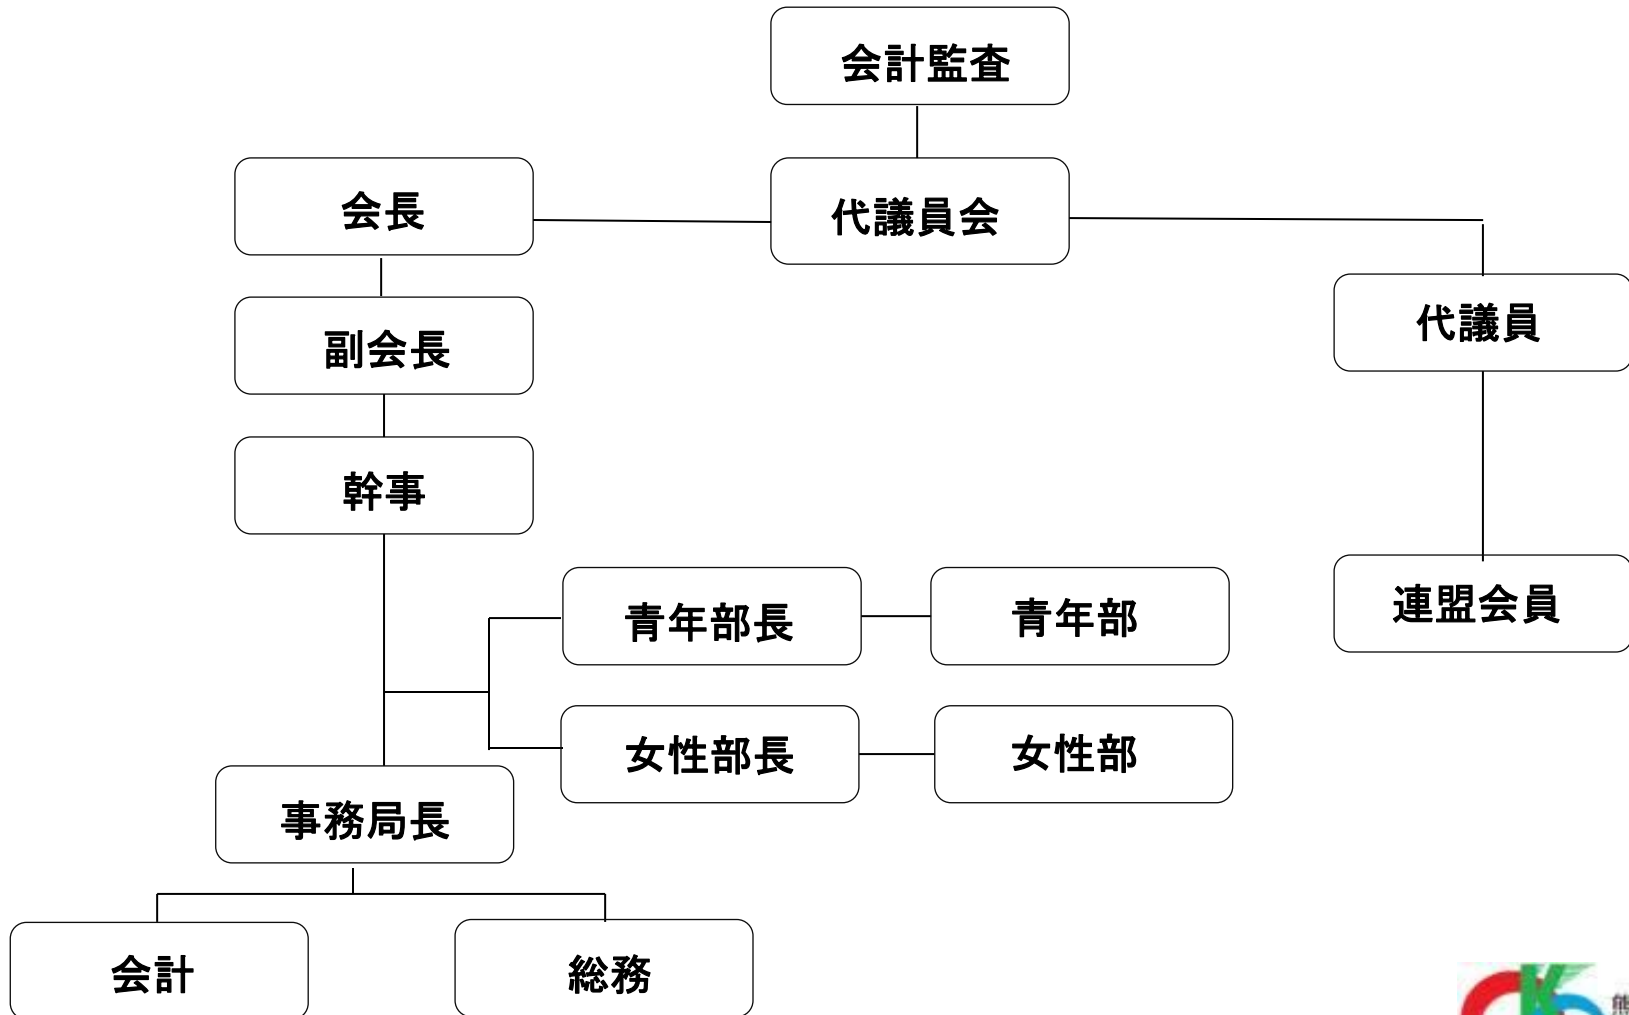 会計監査
会長
代議員会
副会長
代議員
幹事
青年部長
青年部
連盟会員
女性部長
女性部
事務局長
会計
総務